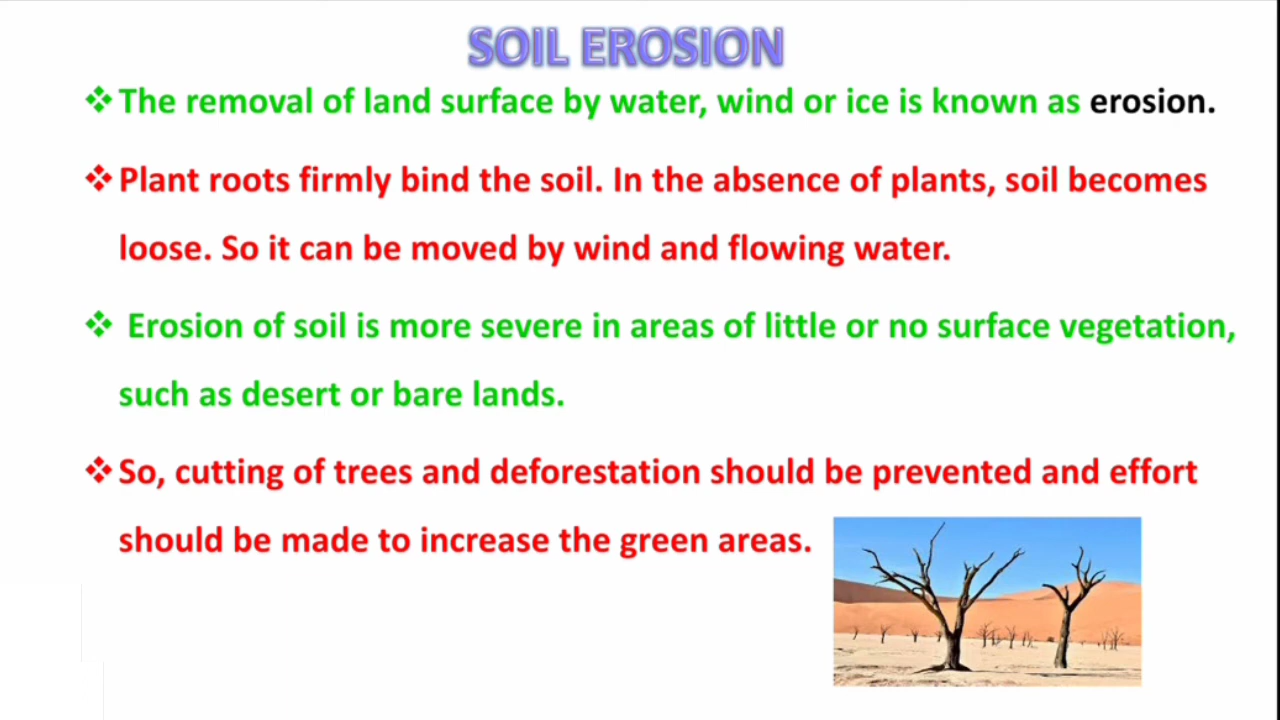 SOIL EROSION
❖ The removal of land surface by water, wind or ice is known as erosion.
❖ Plant roots firmly bind the soil. In the absence of plants, soil becomes
loose. So it can be moved by wind and flowing water.
❖ Erosion of soil is more severe in areas of little or no surface vegetation,
such as desert or bare lands.
❖ So, cutting of trees and deforestation should be prevented and effort
should be made to increase the green areas.